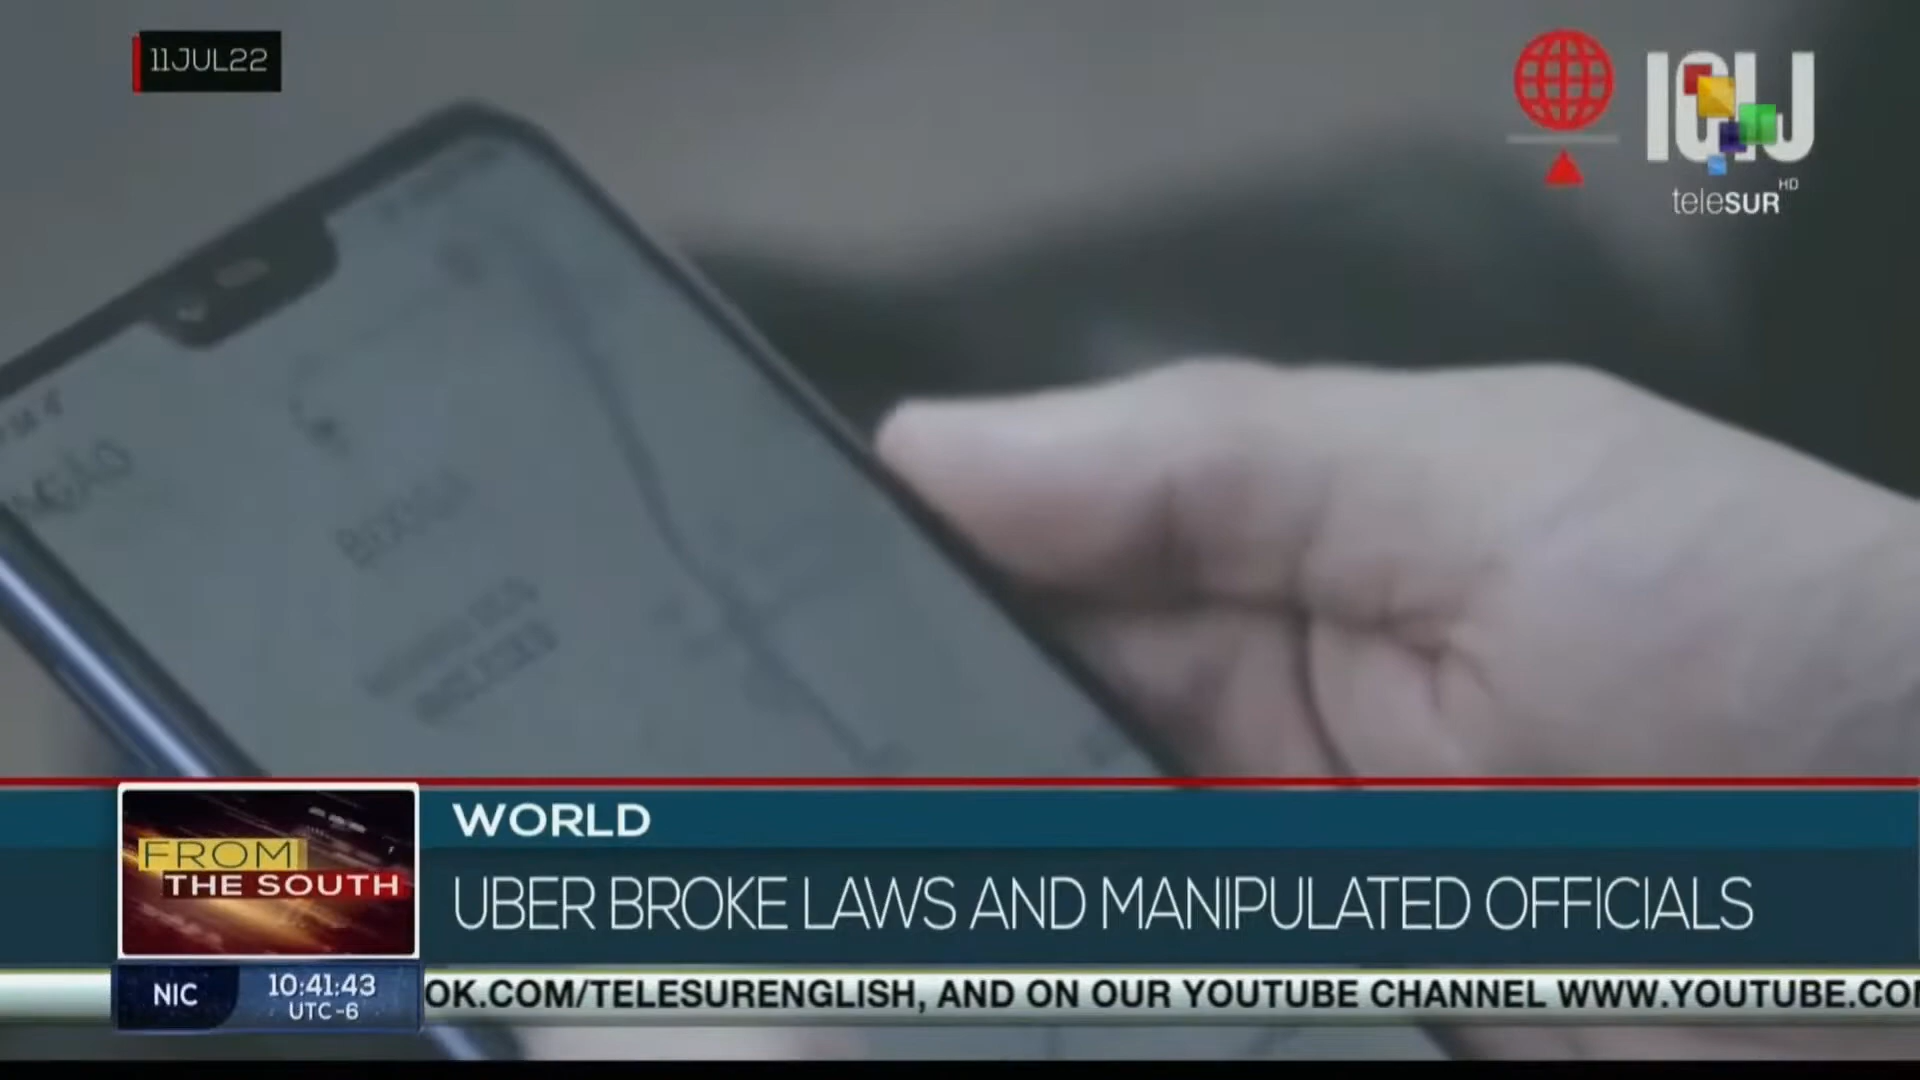 11JUL22
ICIJ
teleSUR HD
WORLD
FROM
THE SOUTH
UBER BROKE LAWS AND MANIPULATED OFFICIALS
NIC
10:41:43
UTC-6
OK.COM/TELESURENGLISH, AND ON OUR YOUTUBE CHANNEL WWW.YOUTUBE.CO